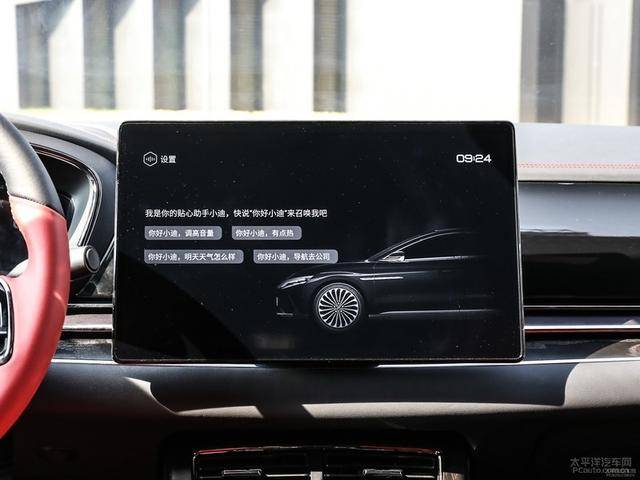 设置
09:24
我是你的贴心助手小迪，快说“你好小迪”来召唤我吧
你好小迪，调高音量
你好小迪，有点热
你好小迪，明天天气怎么样
你好小迪，导航去公司
太平洋汽车网
PCauto.com.cn